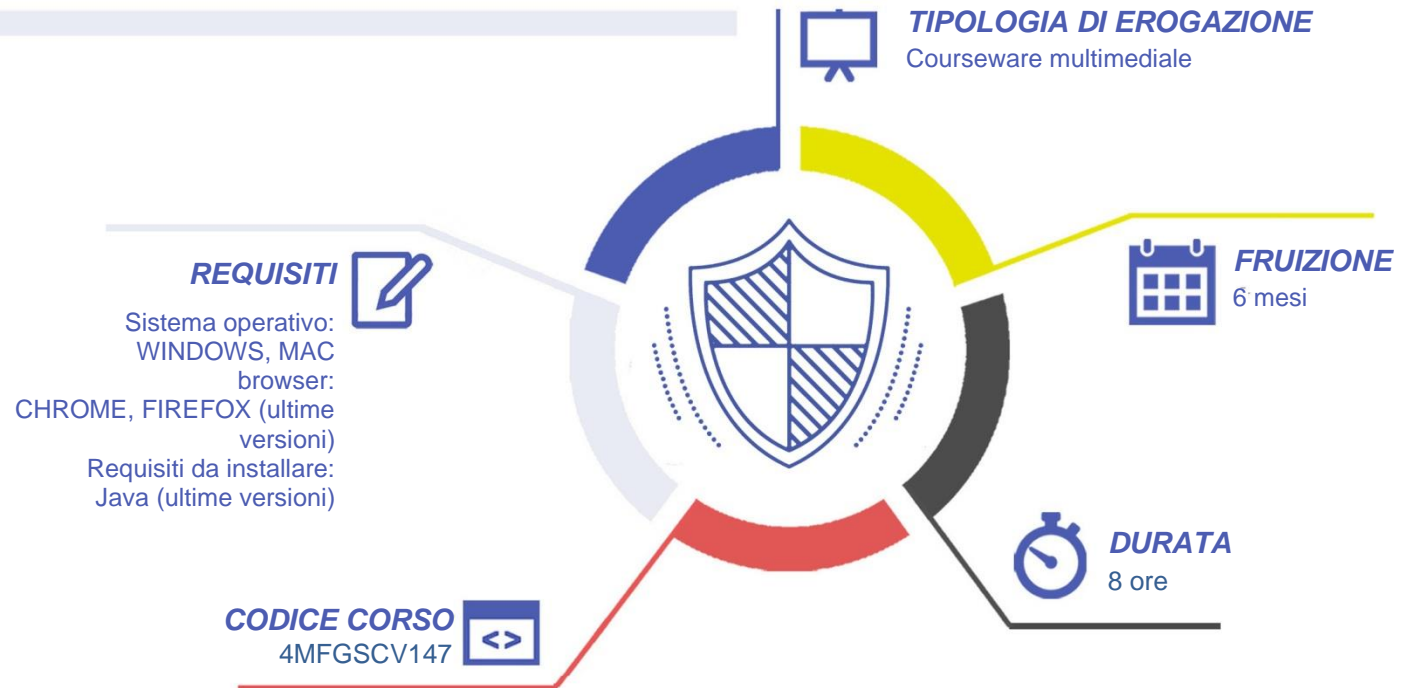 TIPOLOGIA DI EROGAZIONE
Courseware multimediale
REQUISITI
Sistema operativo:
WINDOWS, MAC
browser:
CHROME, FIREFOX (ultime
versioni)
Requisiti da installare:
Java (ultime versioni)
FRUIZIONE
6 mesi
DURATA
8 ore
CODICE CORSO
4MFGSCV147
<>